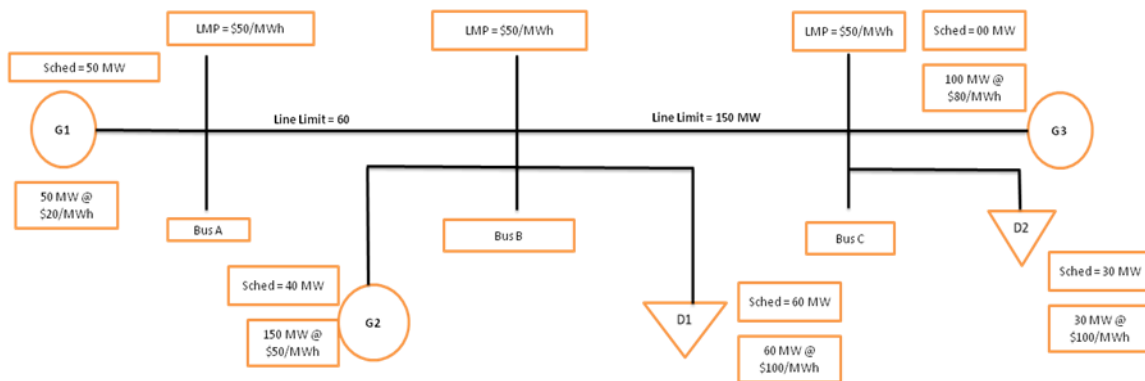 LMP = $50/MWh
LMP = $50/MWh
LMP = $50/MWh
Sched = 00 MW
Sched = 50 MW
100 MW @
$80/MWh
G1
Line Limit = 60
Line Limit = 150 MW
G3
50 MW @
$20/MWh
Bus A
Bus B
Bus C
D2
Sched = 40 MW
G2
150 MW @
$50/MWh
D1
Sched = 60 MW
60 MW @
$100/MWh
Sched = 30 MW
30 MW @
$100/MWh